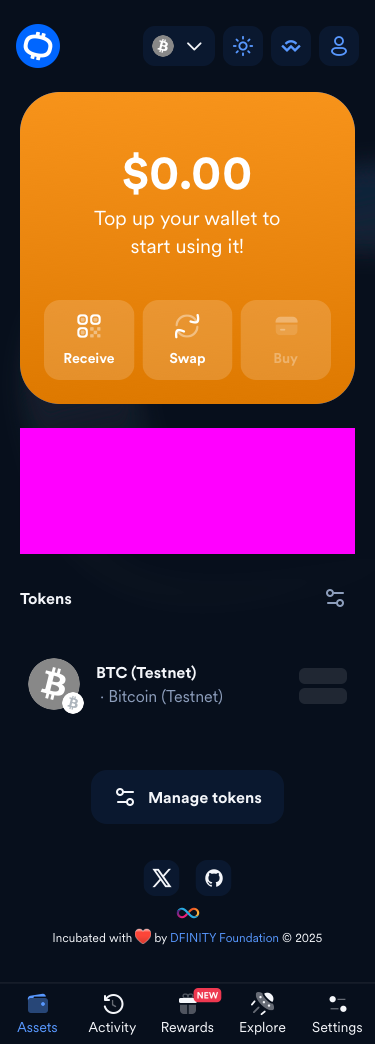 $0.00
Top up your wallet to
start using it!
Receive
Swap
Buy
Tokens
BTC (Testnet)
· Bitcoin (Testnet)
Manage tokens
Incubated with ❤️ by DFINITY Foundation © 2025
NEW
Assets
Activity
Rewards
Explore
Settings